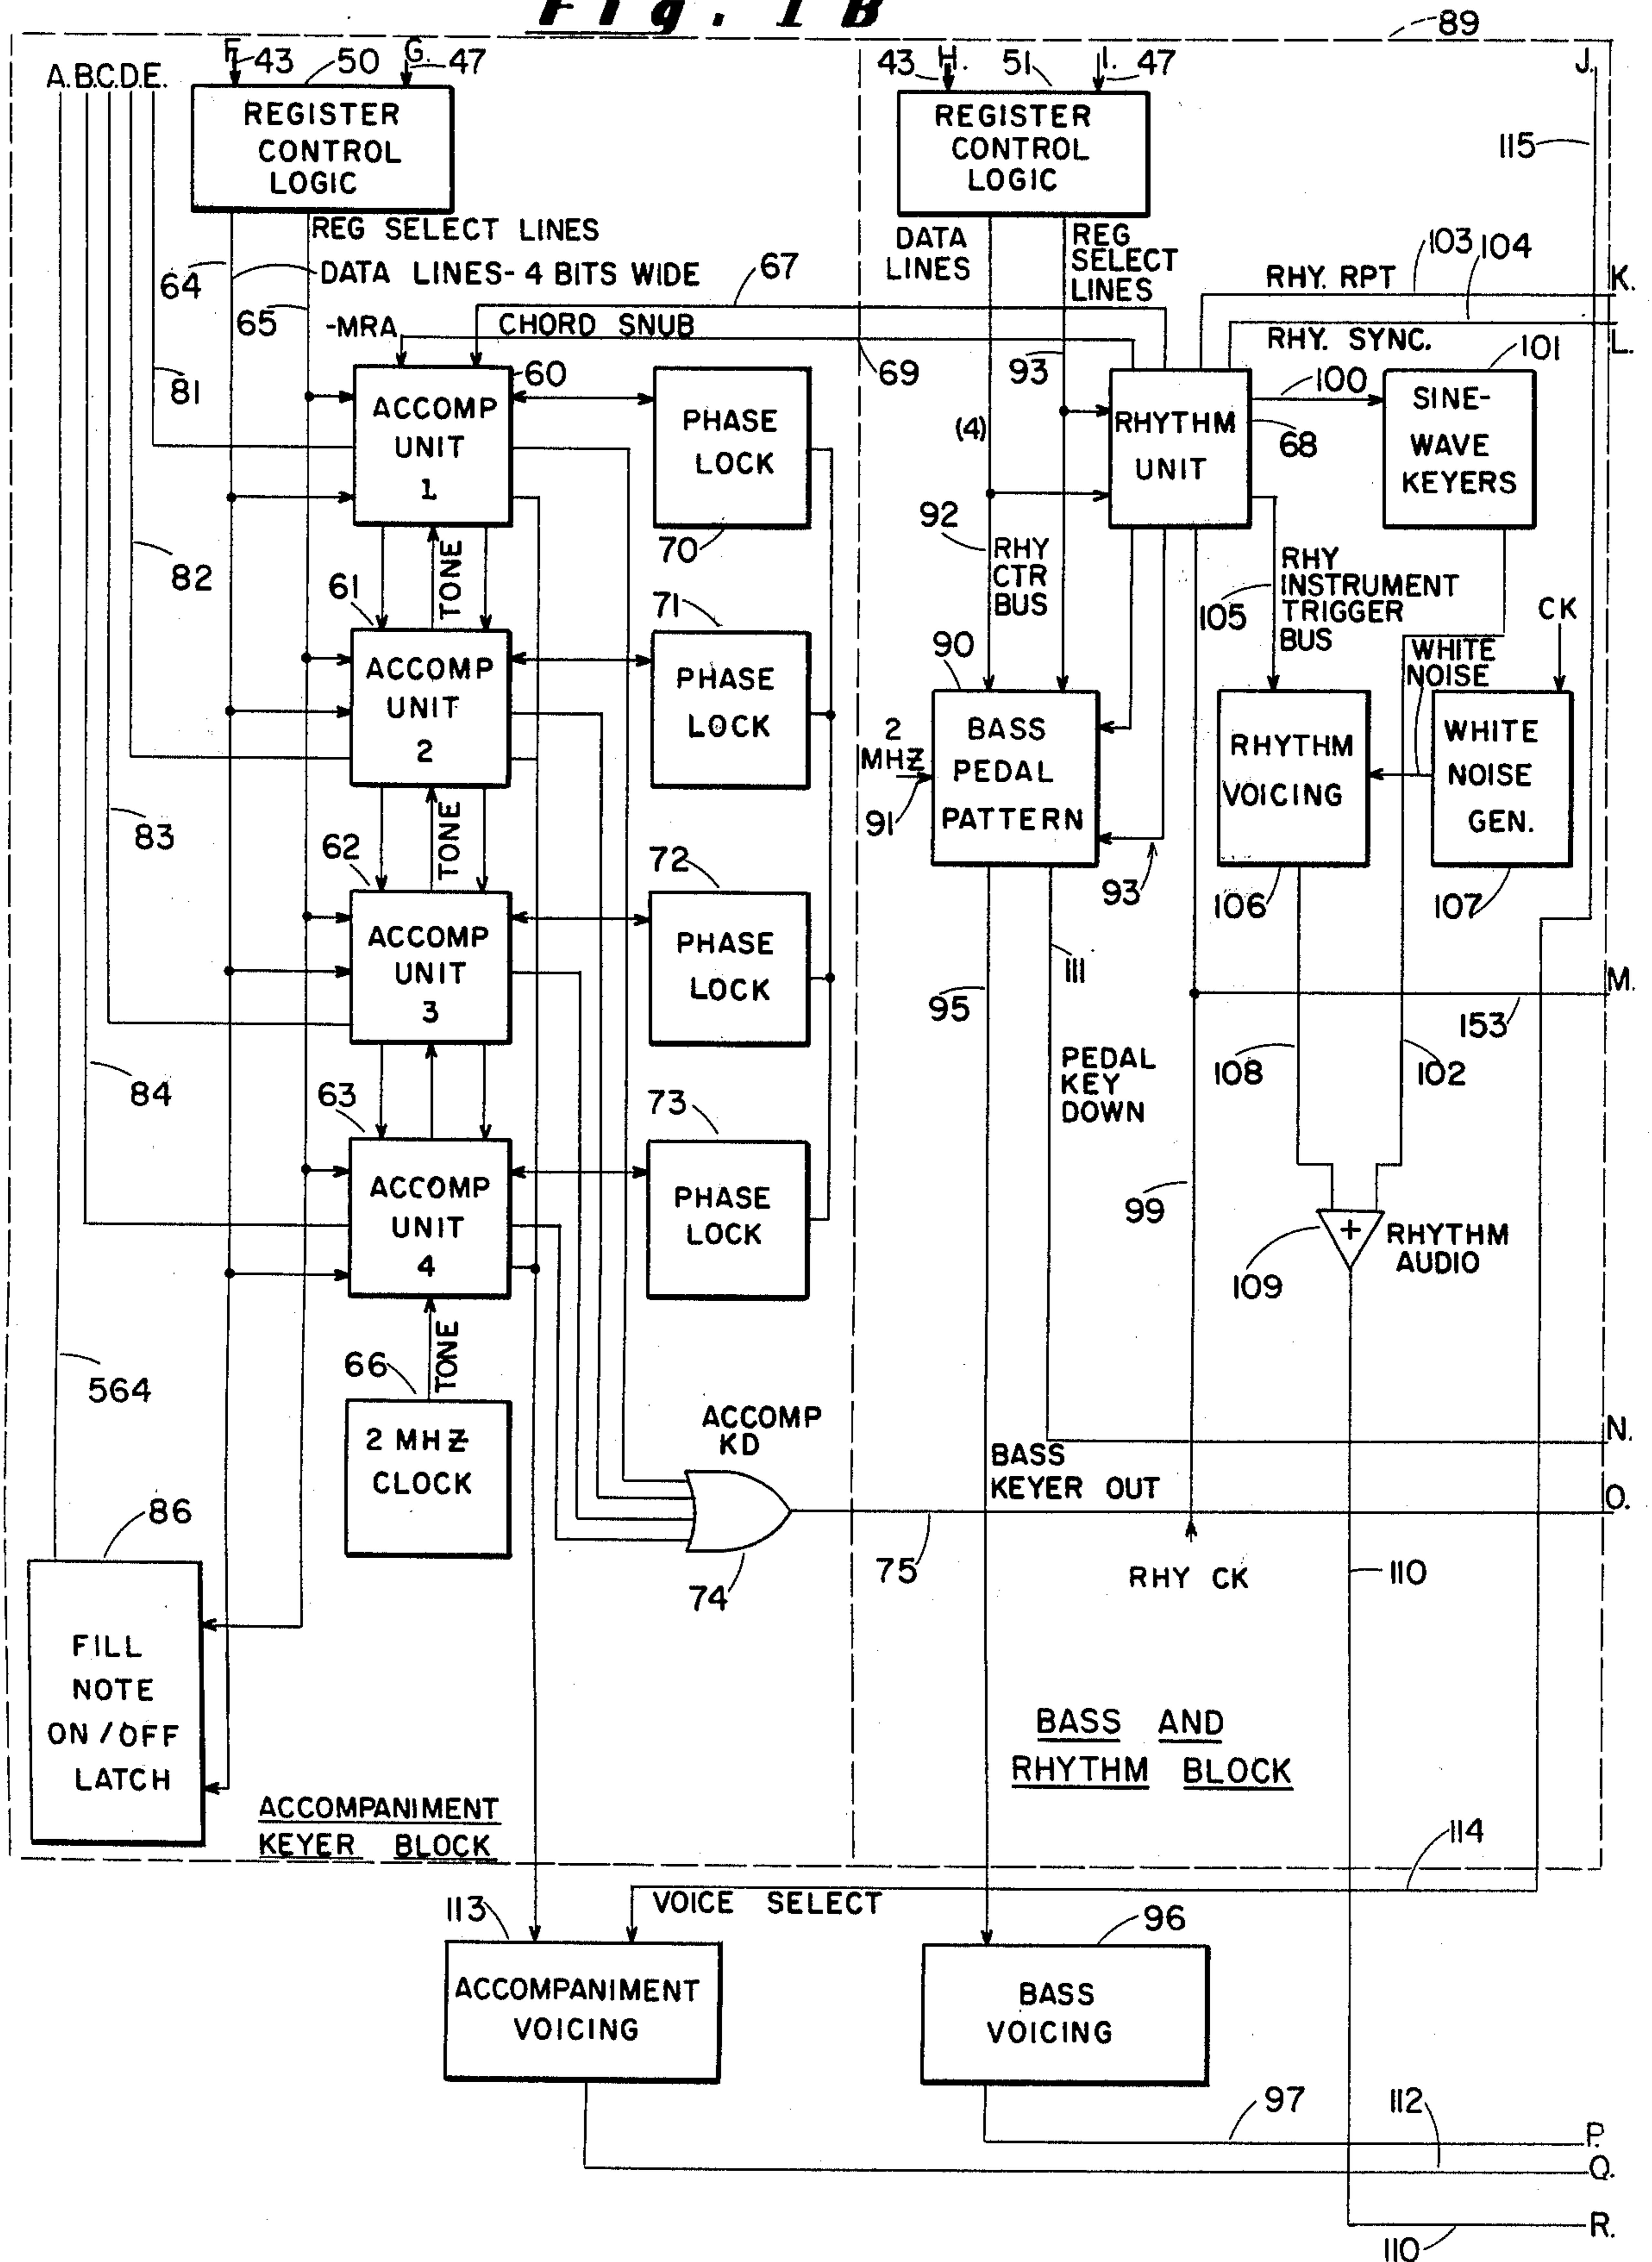 Fig. 1B
89
A.B.C.D.E.
F.
43
50
G.
47
43
H.
51
I.
47
J.
REGISTER
CONTROL
LOGIC
REGISTER
CONTROL
LOGIC
115
REG SELECT LINES
DATA LINES
REG
SELECT
LINES
103
104
64
DATA LINES-4 BITS WIDE
67
RHY. RPT
K.
65
-MRA
CHORD SNUB
RHY. SYNC.
L.
81
60
69
93
100
101
ACCOMP
UNIT
1
PHASE
LOCK
70
(4)
RHYTHM
UNIT
68
SINE-
WAVE
KEYERS
82
61
TONE
71
92
RHY
CTR
BUS
105
RHY
INSTRUMENT
TRIGGER
BUS
CK
WHITE
NOISE
90
ACCOMP
UNIT
2
PHASE
LOCK
2
MHZ
91
BASS
PEDAL
PATTERN
RHYTHM
VOICING
WHITE
NOISE
GEN.
83
62
TONE
72
93
106
107
ACCOMP
UNIT
3
PHASE
LOCK
95
111
M.
153
84
63
73
PEDAL
KEY
DOWN
108
102
ACCOMP
UNIT
4
PHASE
LOCK
99
109
+
RHYTHM
AUDIO
564
66
TONE
2 MHZ
CLOCK
ACCOMP
KD
BASS
KEYER OUT
N.
O.
86
74
75
RHY CK
110
FILL
NOTE
ON/OFF
LATCH
BASS AND
RHYTHM BLOCK
ACCOMPANIMENT
KEYER BLOCK
114
113
VOICE SELECT
96
ACCOMPANIMENT
VOICING
BASS
VOICING
97
112
P.
Q.
110
R.